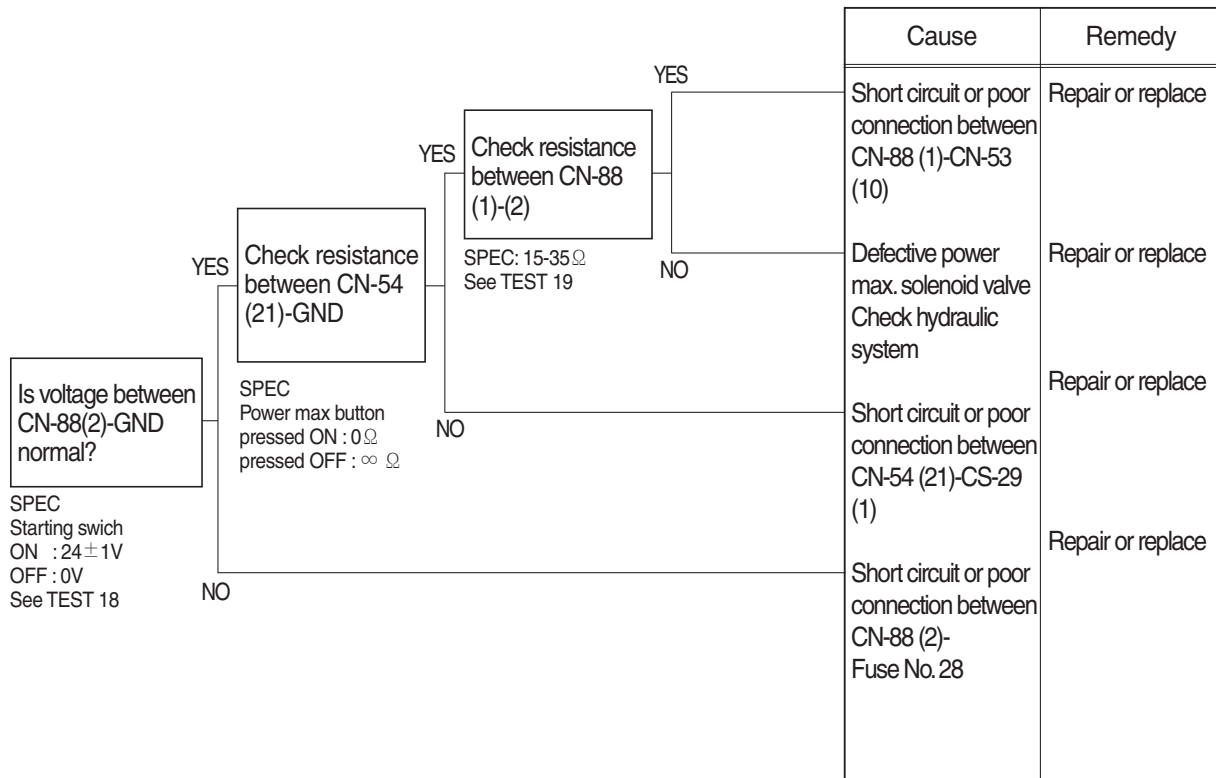 Cause
Remedy
YES
Short circuit or poor
connection between
CN-88 (1)-CN-53
(10)
Repair or replace
YES
Check resistance
between CN-88
(1)-(2)
SPEC: 15-35Ω
See TEST 19
NO
Defective power
max. solenoid valve
Check hydraulic
system
Repair or replace
YES
Check resistance
between CN-54
(21)-GND
SPEC
Power max button
pressed ON : 0Ω
pressed OFF : ∞ Ω
NO
Short circuit or poor
connection between
CN-54 (21)-CS-29
(1)
Repair or replace
Is voltage between
CN-88(2)-GND
normal?
SPEC
Starting swich
ON : 24±1V
OFF : 0V
See TEST 18
NO
Short circuit or poor
connection between
CN-88 (2)-
Fuse No. 28
Repair or replace